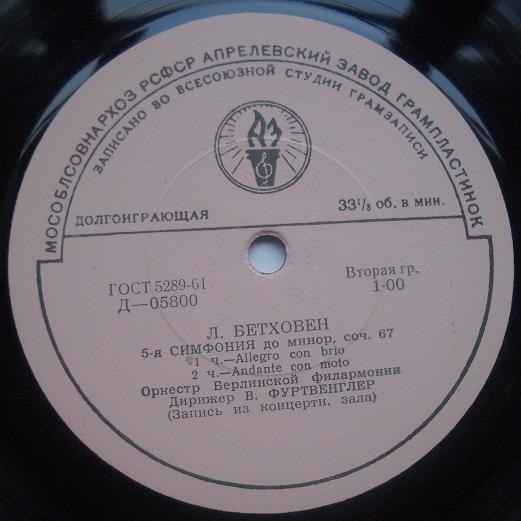 МОСОБЛСОВНАРХОЗ РСФСР АПРЕЛЕВСКИЙ ЗАВОД ГРАМПЛАСТИНОК
ЗАПИСАНО ВО ВСЕСОЮЗНОЙ СТУДИИ ГРАМЗАПИСИ
АЗ
ДОЛГОИГРАЮЩАЯ 33⅓ об. в мин.
ГОСТ 5289-61 Вторая гр.
Д—05800 1-00
Л. БЕТХОВЕН
5-я СИМФОНИЯ до минор, соч. 67
1 ч.—Allegro con brio
2 ч.—Andante con moto
Оркестр Берлинской филармонии
Дирижер В. ФУРТВЕНГЛЕР
(Запись из концертн. зала)